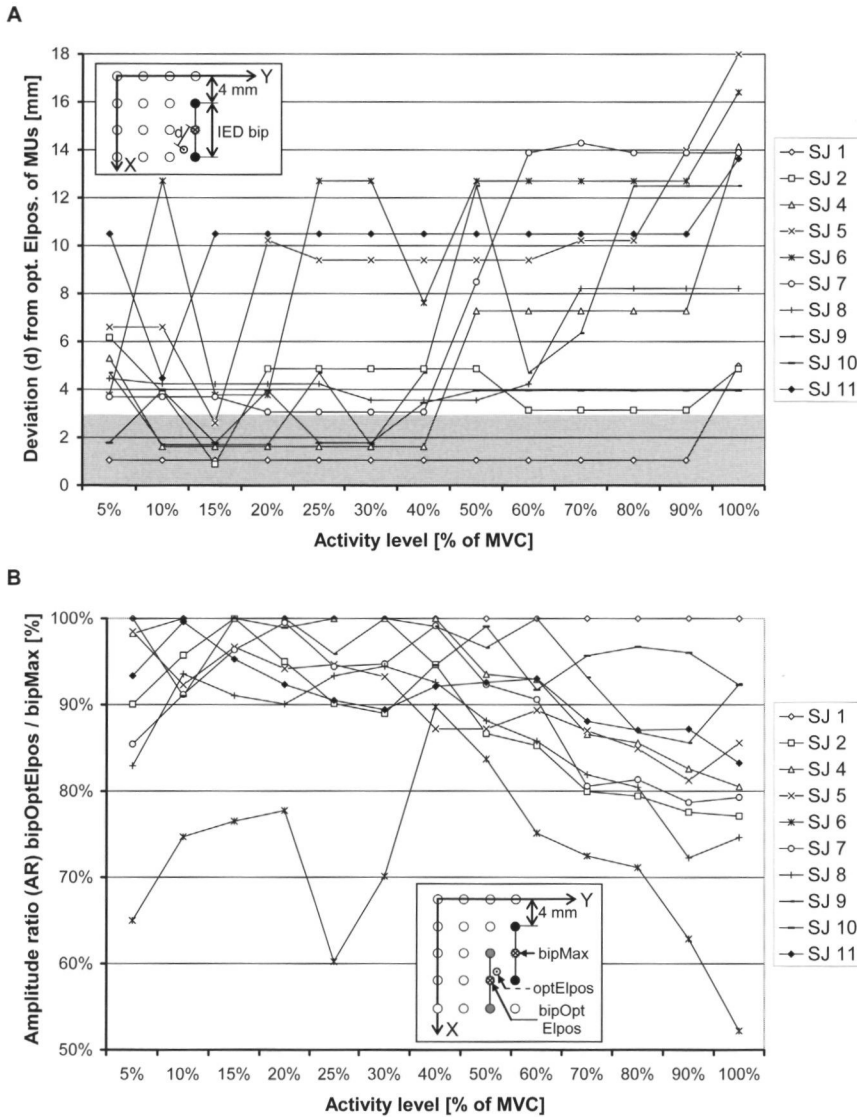 A
Deviation (d) from opt. Elpos. of MUs [mm]
18
16
14
12
10
8
6
4
2
0
Y
4 mm
IED bip
d
X
5% 10% 15% 20% 25% 30% 40% 50% 60% 70% 80% 90% 100%
Activity level [% of MVC]
SJ 1
SJ 2
SJ 4
SJ 5
SJ 6
SJ 7
SJ 8
SJ 9
SJ 10
SJ 11
B
Amplitude ratio (AR) bipOptElpos / bipMax [%]
100%
90%
80%
70%
60%
50%
Y
4 mm
bipMax
optElpos
bipOpt
Elpos
X
5% 10% 15% 20% 25% 30% 40% 50% 60% 70% 80% 90% 100%
Activity level [% of MVC]
SJ 1
SJ 2
SJ 4
SJ 5
SJ 6
SJ 7
SJ 8
SJ 9
SJ 10
SJ 11